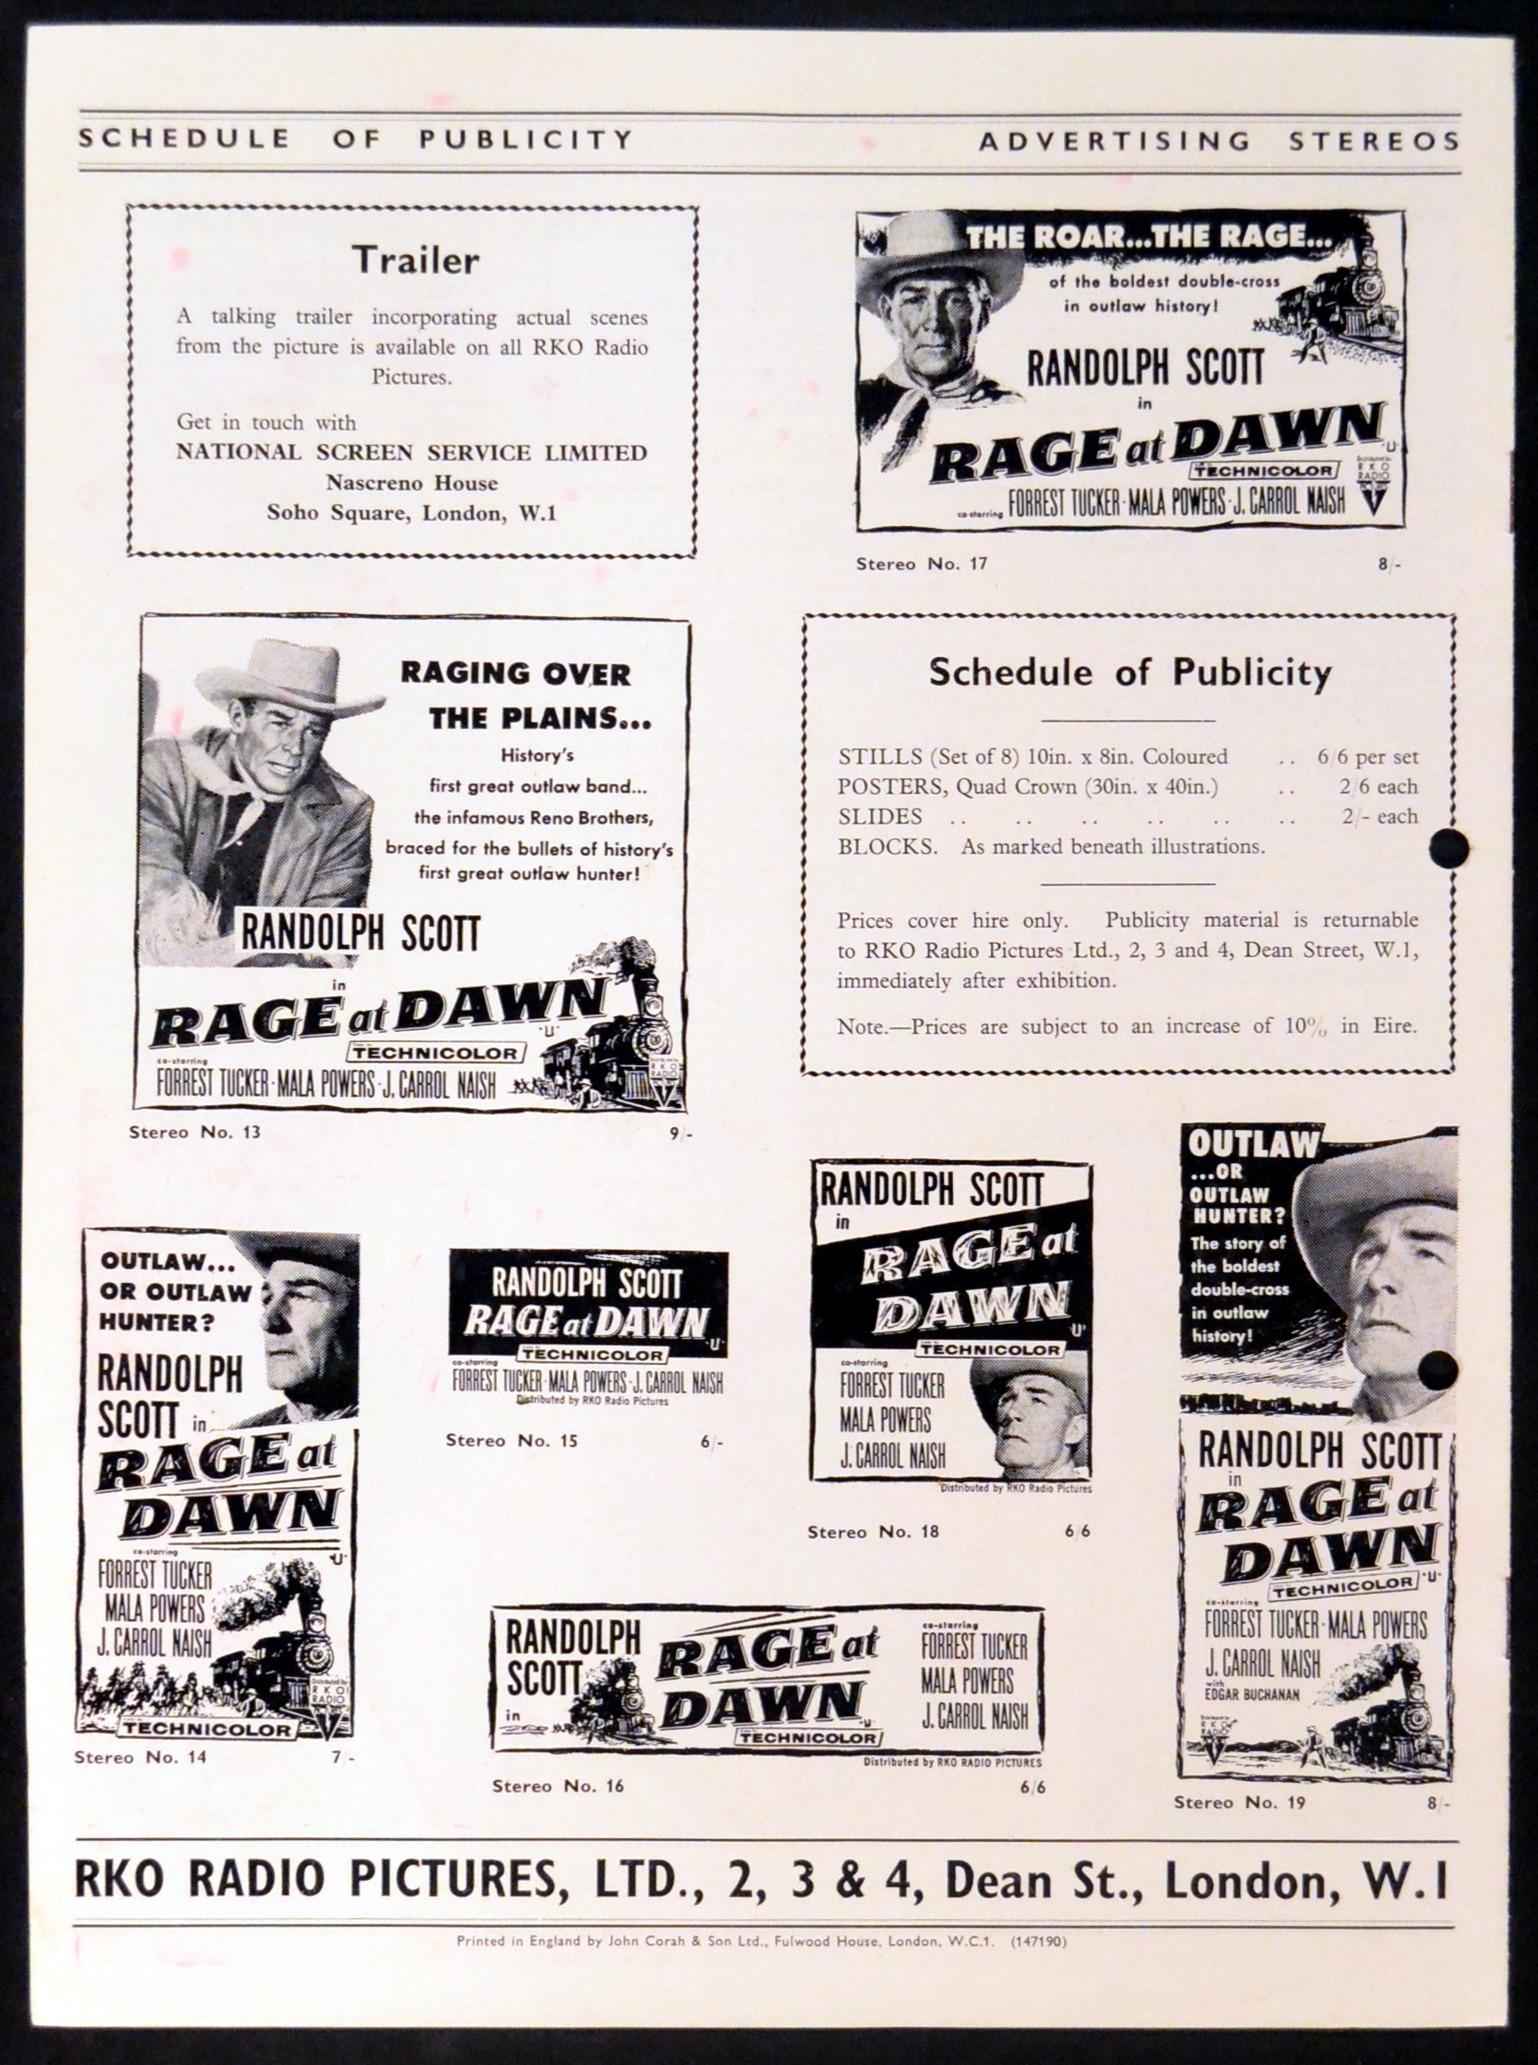 SCHEDULE OF PUBLICITY
ADVERTISING STEREOS
Trailer
A talking trailer incorporating actual scenes
from the picture is available on all RKO Radio
Pictures.
Get in touch with
NATIONAL SCREEN SERVICE LIMITED
Nascreno House
Soho Square, London, W.1
THE ROAR...THE RAGE...
of the boldest double-cross
in outlaw history!
RANDOLPH SCOTT
in
RAGE at DAWN
"U"
TECHNICOLOR
Distributed by
RKO
RADIO
co-starring FORREST TUCKER · MALA POWERS · J. CARROL NAISH
Stereo No. 17 8/-
RAGING OVER
THE PLAINS...
History's
first great outlaw band...
the infamous Reno Brothers,
braced for the bullets of history's
first great outlaw hunter!
RANDOLPH SCOTT
in
RAGE at DAWN
"U"
TECHNICOLOR
co-starring
FORREST TUCKER · MALA POWERS · J. CARROL NAISH
RKO
RADIO
Stereo No. 13 9/-
Schedule of Publicity
STILLS (Set of 8) 10in. x 8in. Coloured .. 6/6 per set
POSTERS, Quad Crown (30in. x 40in.) .. 2/6 each
SLIDES .. .. .. .. .. .. 2/- each
BLOCKS. As marked beneath illustrations.
Prices cover hire only. Publicity material is returnable
to RKO Radio Pictures Ltd., 2, 3 and 4, Dean Street, W.1,
immediately after exhibition.
Note.—Prices are subject to an increase of 10% in Eire.
OUTLAW...
OR OUTLAW
HUNTER?
RANDOLPH
SCOTT in
RAGE at
DAWN
"U"
co-starring
FORREST TUCKER
MALA POWERS
J. CARROL NAISH
Distributed by
RKO
RADIO
TECHNICOLOR
Stereo No. 14 7/-
RANDOLPH SCOTT
RAGE at DAWN
"U"
TECHNICOLOR
co-starring
FORREST TUCKER · MALA POWERS · J. CARROL NAISH
Distributed by RKO Radio Pictures
Stereo No. 15 6/-
RANDOLPH SCOTT
in
RAGE at
DAWN
"U"
TECHNICOLOR
co-starring
FORREST TUCKER
MALA POWERS
J. CARROL NAISH
Distributed by RKO Radio Pictures
Stereo No. 18 6/6
RANDOLPH
SCOTT
in
RAGE at
DAWN
"U"
TECHNICOLOR
co-starring
FORREST TUCKER
MALA POWERS
J. CARROL NAISH
Distributed by RKO RADIO PICTURES
Stereo No. 16 6/6
OUTLAW
...OR
OUTLAW
HUNTER?
The story of
the boldest
double-cross
in outlaw
history!
RANDOLPH SCOTT
in
RAGE at
DAWN
TECHNICOLOR "U"
co-starring
FORREST TUCKER · MALA POWERS
J. CARROL NAISH
with
EDGAR BUCHANAN
Distributed by
RKO
RADIO
Stereo No. 19 8/-
RKO RADIO PICTURES, LTD., 2, 3 & 4, Dean St., London, W.1
Printed in England by John Corah & Son Ltd., Fulwood House, London, W.C.1. (147190)